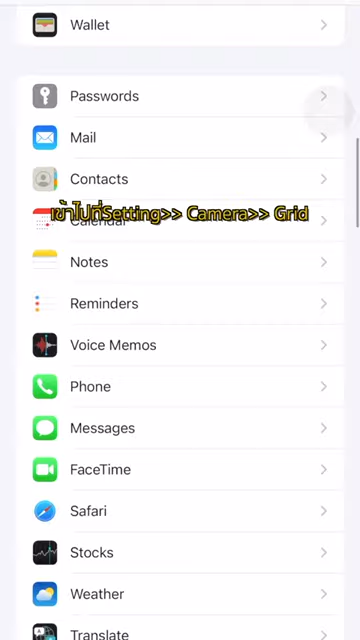 Wallet
Passwords
Mail
Contacts
เข้าไปที่Setting>> Camera>> Grid
Calendar
Notes
Reminders
Voice Memos
Phone
Messages
FaceTime
Safari
Stocks
Weather
Translate